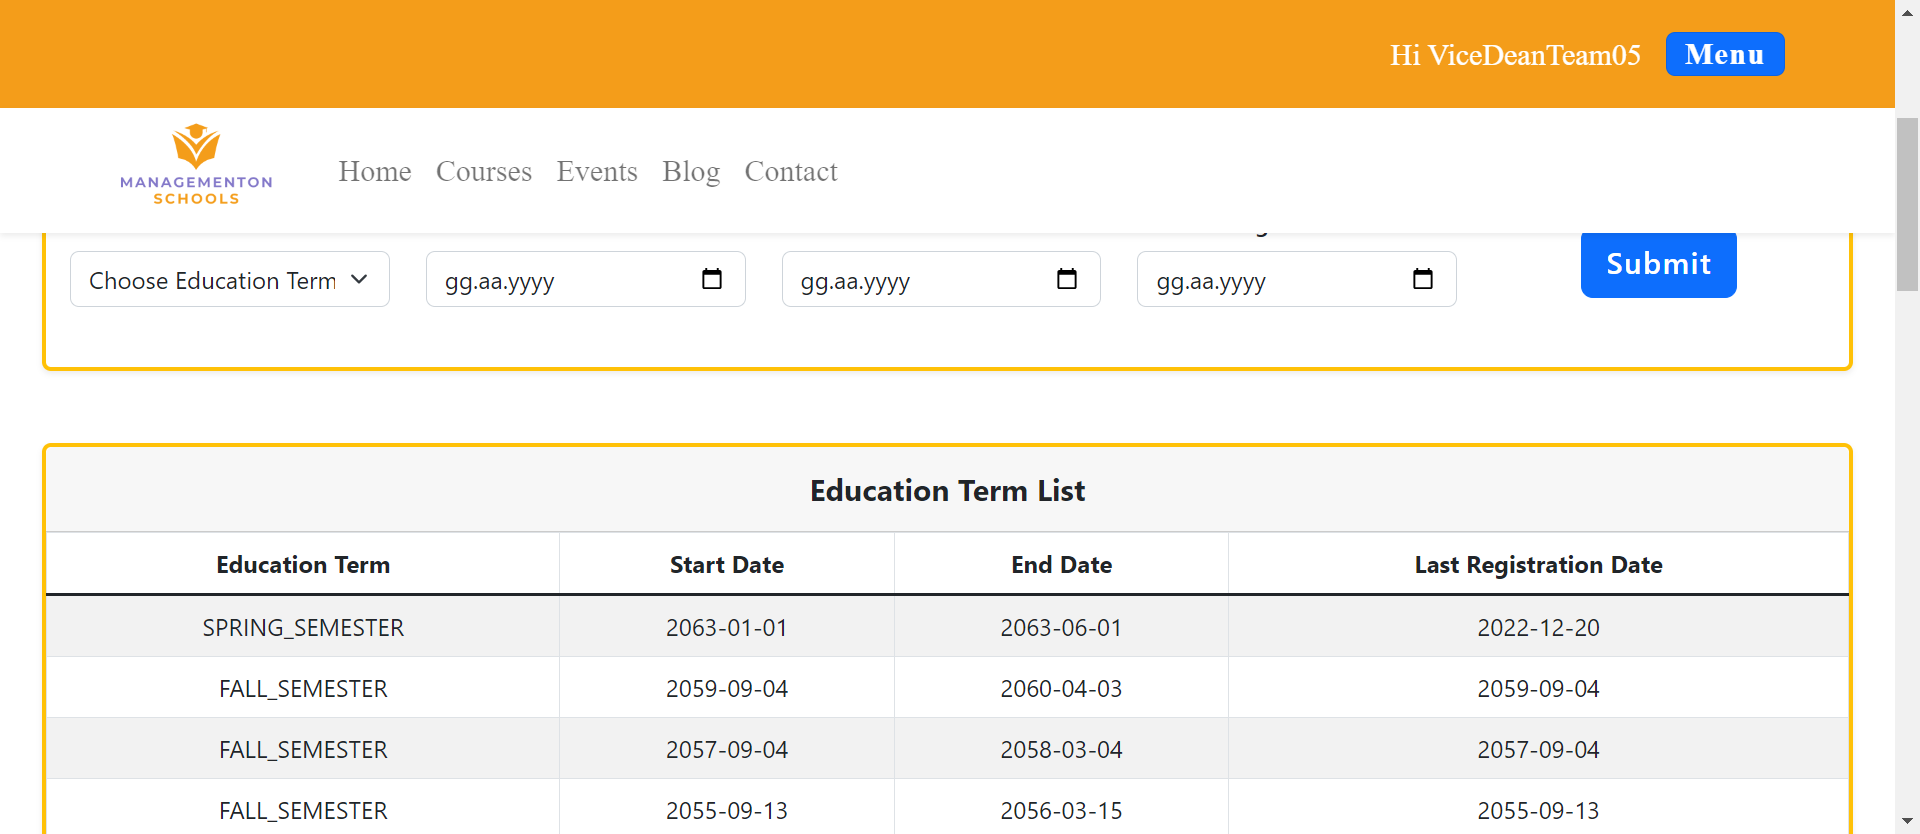 Hi ViceDeanTeam05 Menu
MANAGEMENTON
SCHOOLS
Home Courses Events Blog Contact
Choose Education Term gg.aa.yyyy gg.aa.yyyy gg.aa.yyyy Submit
Education Term List
Education Term Start Date End Date Last Registration Date
SPRING_SEMESTER 2063-01-01 2063-06-01 2022-12-20
FALL_SEMESTER 2059-09-04 2060-04-03 2059-09-04
FALL_SEMESTER 2057-09-04 2058-03-04 2057-09-04
FALL_SEMESTER 2055-09-13 2056-03-15 2055-09-13